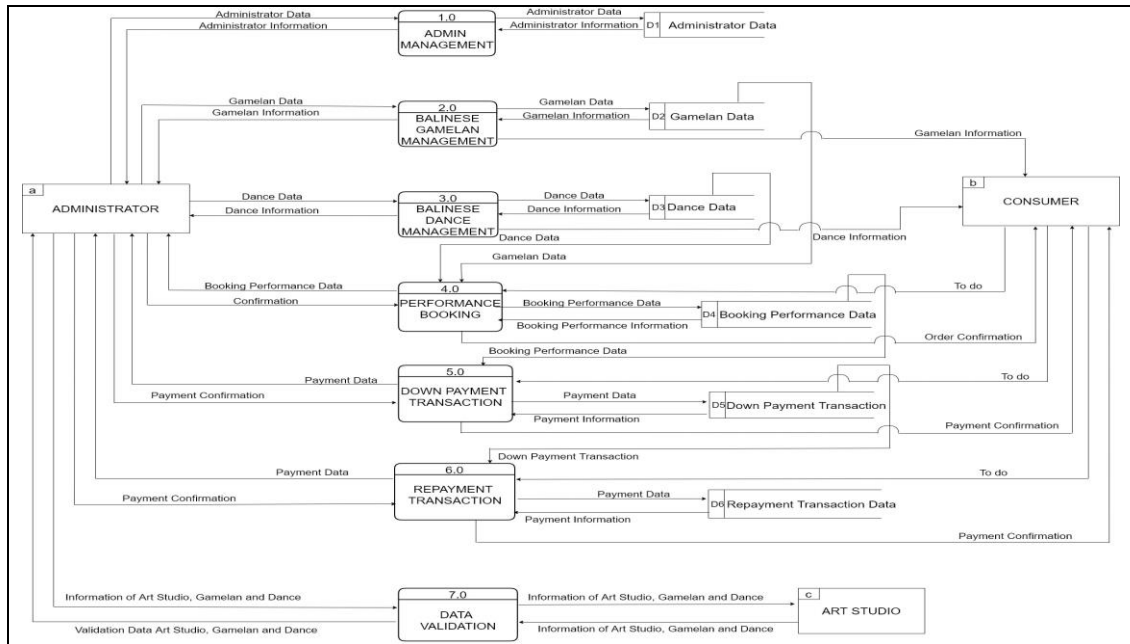 Administrator Data
Administrator Information
1.0
ADMIN
MANAGEMENT
Administrator Data
Administrator Information
D1 Administrator Data
Gamelan Data
Gamelan Information
2.0
BALINESE
GAMELAN
MANAGEMENT
Gamelan Data
Gamelan Information
D2 Gamelan Data
Gamelan Information
a
ADMINISTRATOR
Dance Data
Dance Information
3.0
BALINESE
DANCE
MANAGEMENT
Dance Data
Dance Information
D3 Dance Data
b
CONSUMER
Dance Information
Dance Data
Gamelan Data
Booking Performance Data
Confirmation
4.0
PERFORMANCE
BOOKING
Booking Performance Data
Booking Performance Information
D4 Booking Performance Data
To do
Order Confirmation
Booking Performance Data
Payment Data
Payment Confirmation
5.0
DOWN PAYMENT
TRANSACTION
Payment Data
Payment Information
D5 Down Payment Transaction
To do
Payment Confirmation
Down Payment Transaction
Payment Data
Payment Confirmation
6.0
REPAYMENT
TRANSACTION
Payment Data
Payment Information
D6 Repayment Transaction Data
To do
Payment Confirmation
Information of Art Studio, Gamelan and Dance
Validation Data Art Studio, Gamelan and Dance
7.0
DATA
VALIDATION
Information of Art Studio, Gamelan and Dance
Information of Art Studio, Gamelan and Dance
c
ART STUDIO